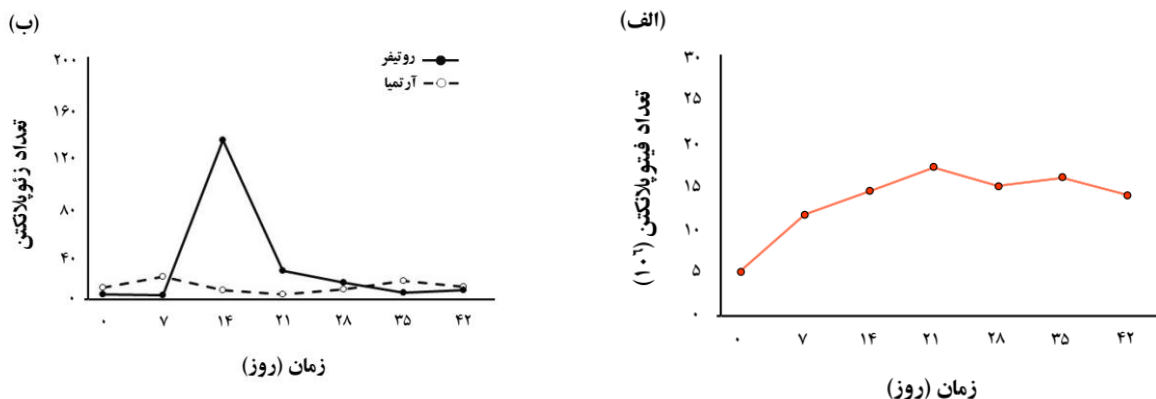 (الف)
تعداد فیتوپلانکتن (۱۰^۶)
۳۰
۲۵
۲۰
۱۵
۱۰
۵
۰
۰ ۷ ۱۴ ۲۱ ۲۸ ۳۵ ۴۲
زمان (روز)
(ب)
روتیفر
آرتمیا
تعداد زئوپلانکتن
۲۰۰
۱۶۰
۱۲۰
۸۰
۴۰
۰
۰ ۷ ۱۴ ۲۱ ۲۸ ۳۵ ۴۲
زمان (روز)